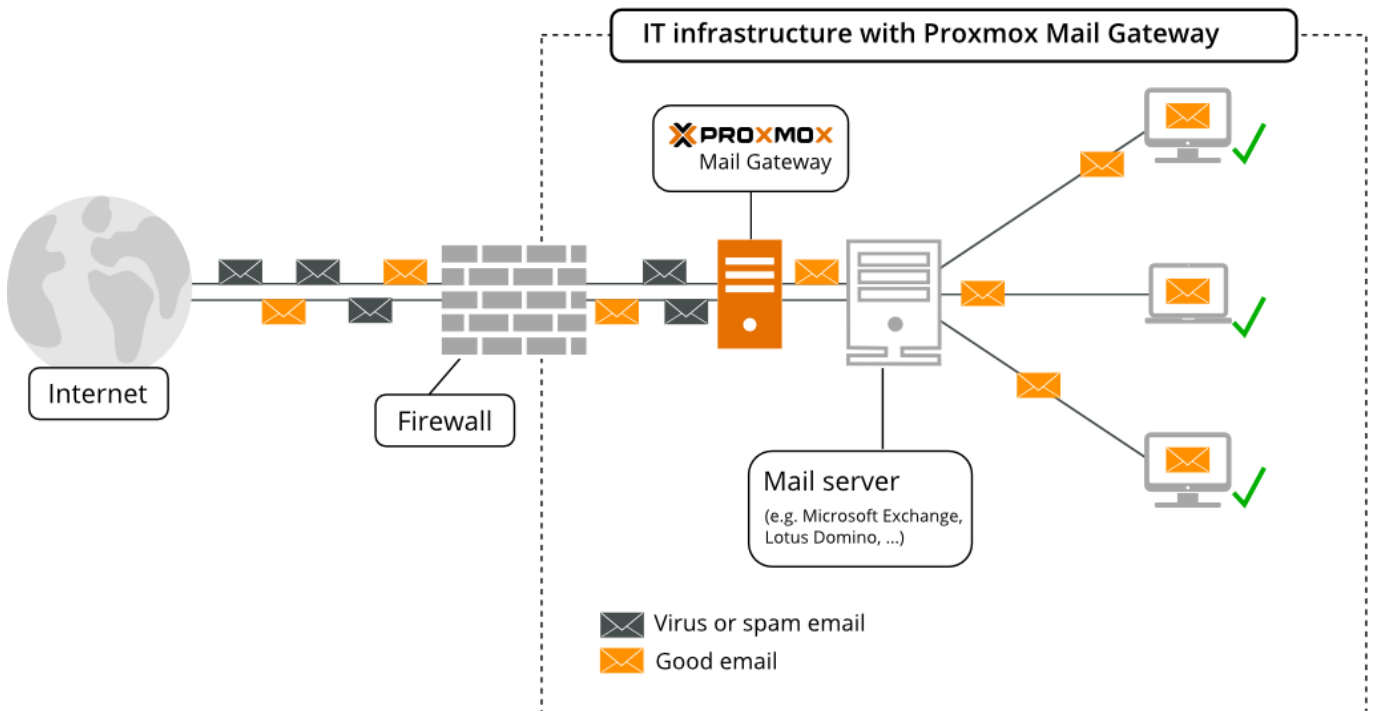 IT infrastructure with Proxmox Mail Gateway
PROXMOX
Mail Gateway
Internet
Firewall
Mail server
(e.g. Microsoft Exchange,
Lotus Domino, ...)
Virus or spam email
Good email